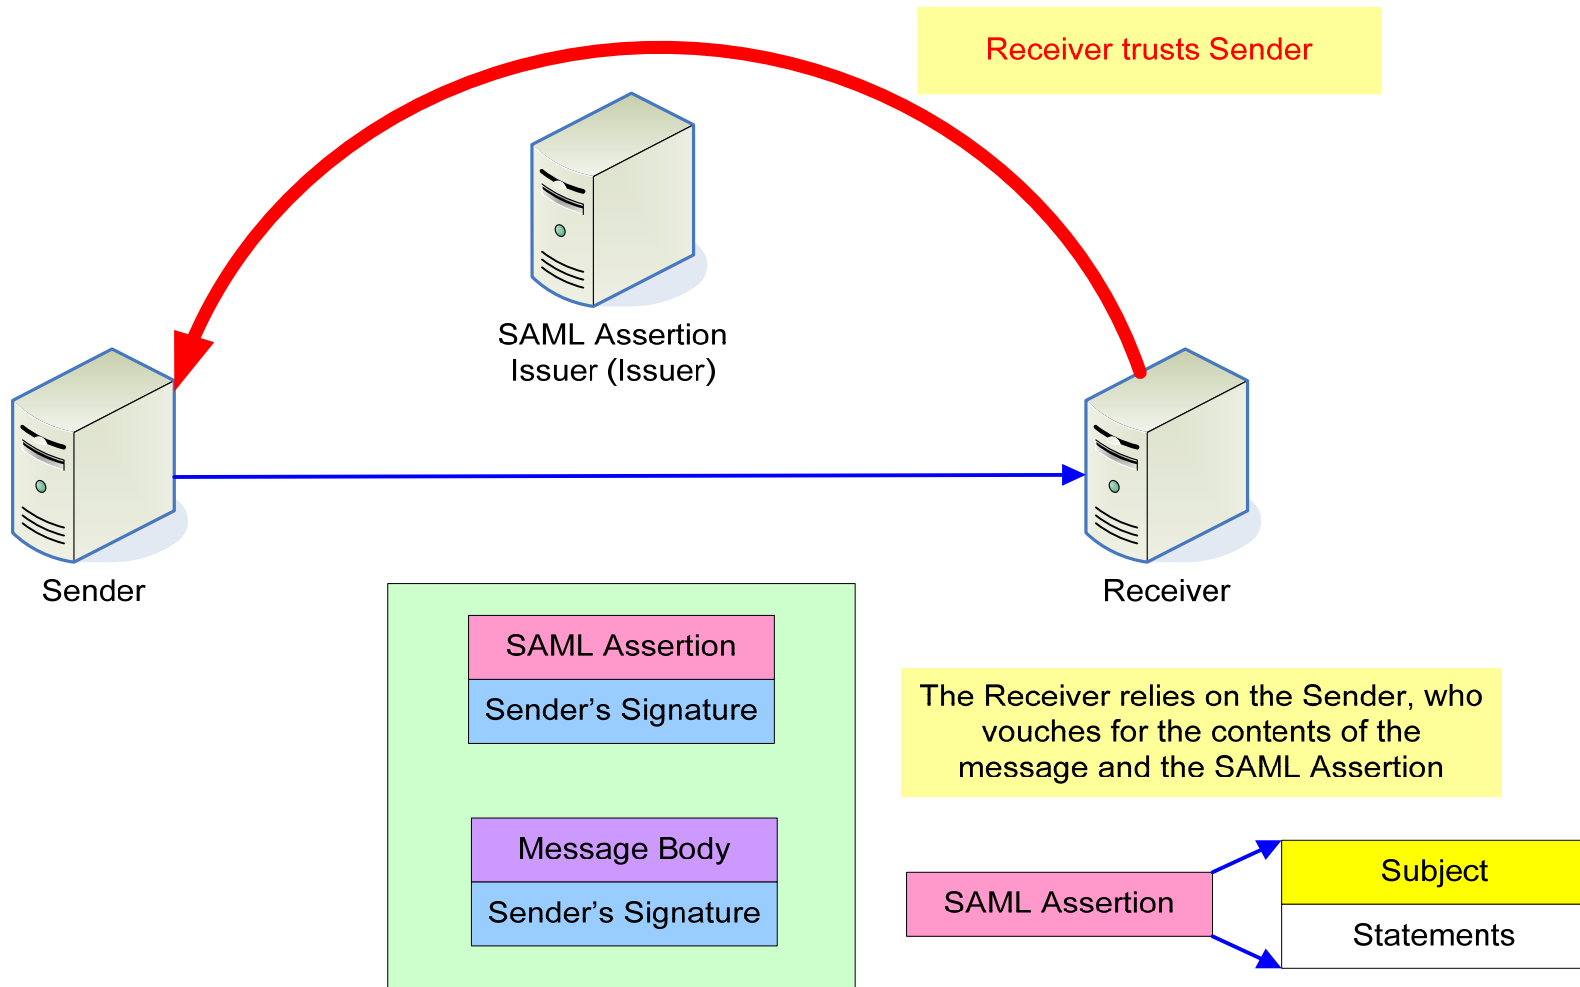 Receiver trusts Sender
SAML Assertion
Issuer (Issuer)
Sender
Receiver
SAML Assertion
Sender’s Signature
Message Body
Sender’s Signature
The Receiver relies on the Sender, who
vouches for the contents of the
message and the SAML Assertion
SAML Assertion
Subject
Statements